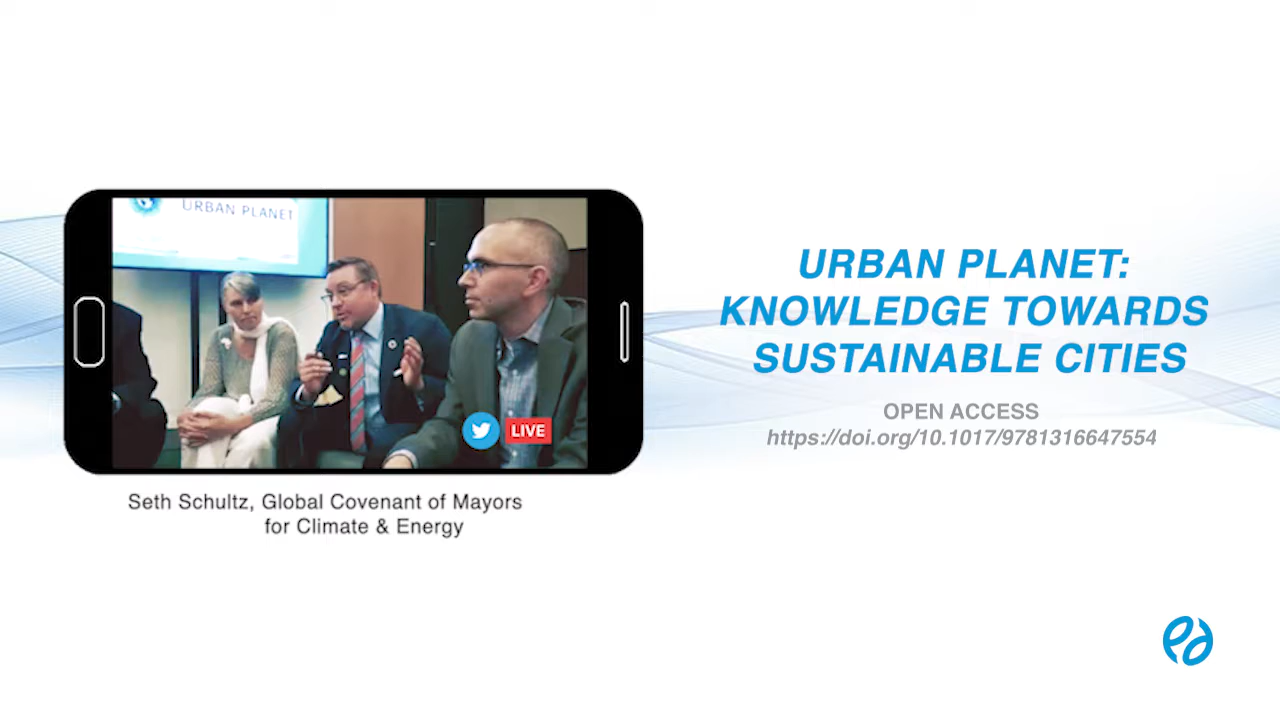 URBAN PLANET
LIVE
Seth Schultz, Global Covenant of Mayors
for Climate & Energy
URBAN PLANET:
KNOWLEDGE TOWARDS
SUSTAINABLE CITIES
OPEN ACCESS
https://doi.org/10.1017/9781316647554